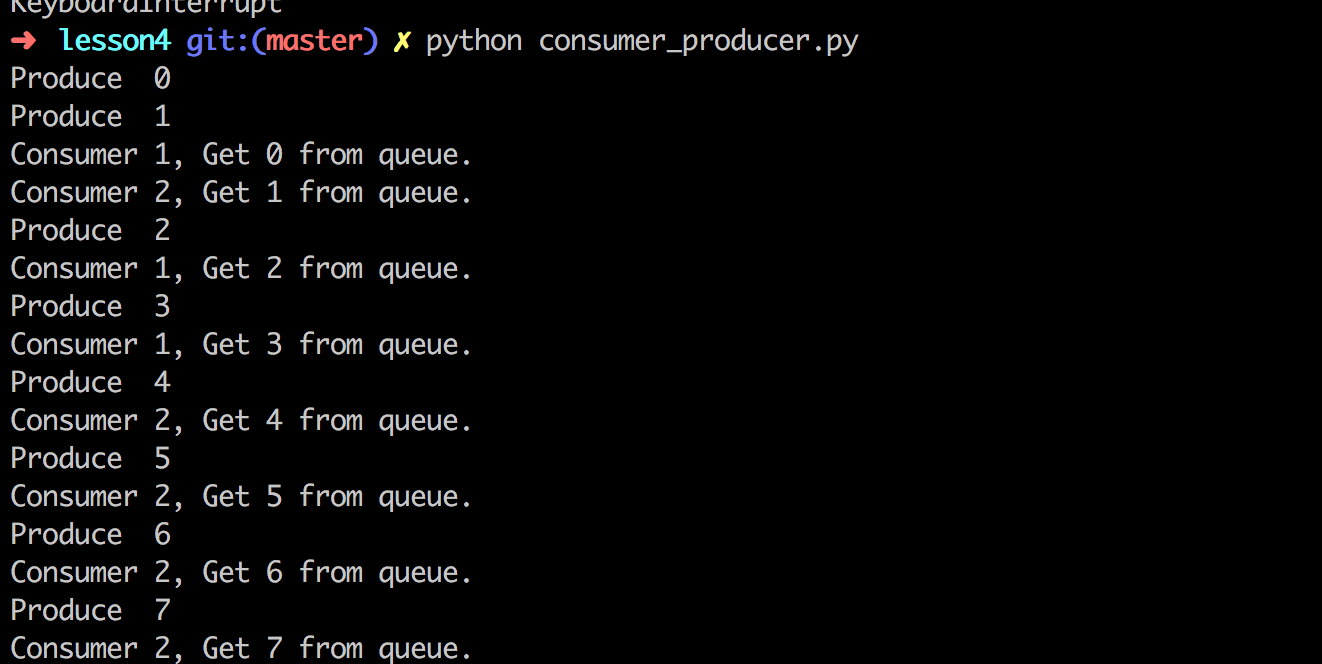 KeyboardInterrupt
➜ lesson4 git:(master) ✗ python consumer_producer.py
Produce  0
Produce  1
Consumer 1, Get 0 from queue.
Consumer 2, Get 1 from queue.
Produce  2
Consumer 1, Get 2 from queue.
Produce  3
Consumer 1, Get 3 from queue.
Produce  4
Consumer 2, Get 4 from queue.
Produce  5
Consumer 2, Get 5 from queue.
Produce  6
Consumer 2, Get 6 from queue.
Produce  7
Consumer 2, Get 7 from queue.